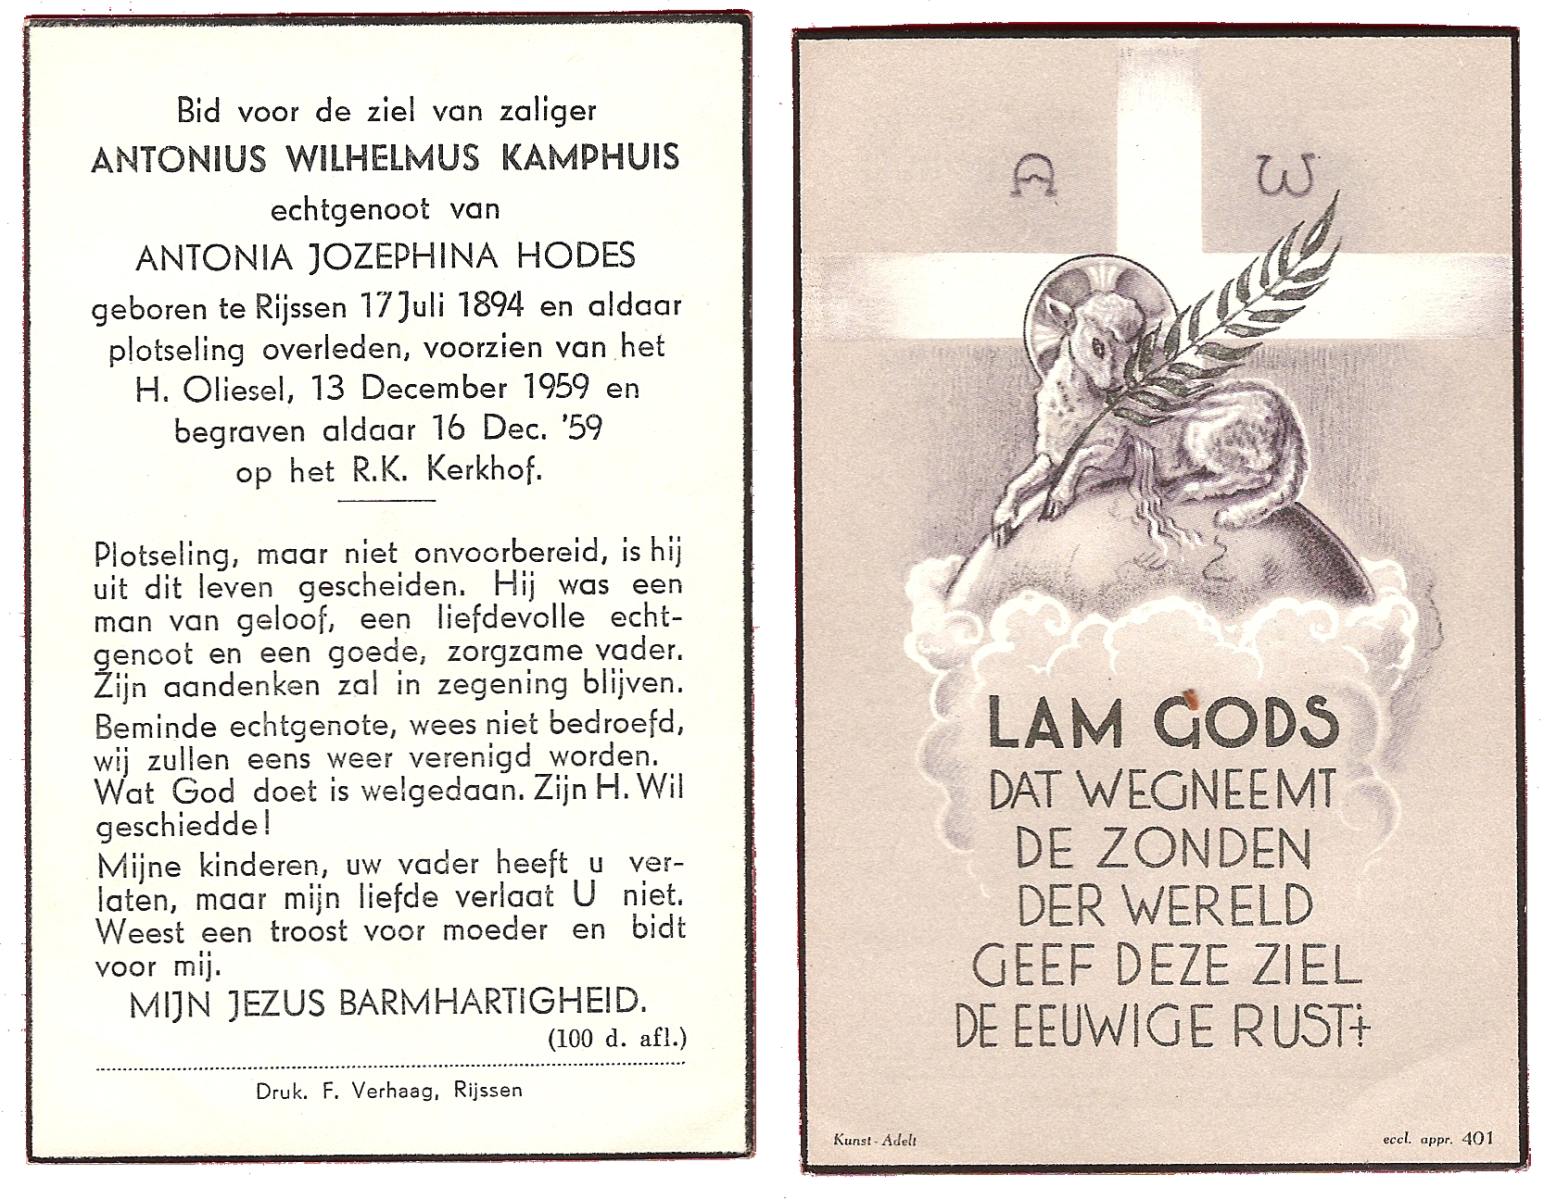 Bid voor de ziel van zaliger
ANTONIUS WILHELMUS KAMPHUIS
echtgenoot van
ANTONIA JOZEPHINA HODES
geboren te Rijssen 17 Juli 1894 en aldaar
plotseling overleden, voorzien van het
H. Oliesel, 13 December 1959 en
begraven aldaar 16 Dec. '59
op het R.K. Kerkhof.
Plotseling, maar niet onvoorbereid, is hij
uit dit leven gescheiden. Hij was een
man van geloof, een liefdevolle echt-
genoot en een goede, zorgzame vader.
Zijn aandenken zal in zegening blijven.
Beminde echtgenote, wees niet bedroefd,
wij zullen eens weer verenigd worden.
Wat God doet is welgedaan. Zijn H. Wil
geschiedde!
Mijne kinderen, uw vader heeft u ver-
laten, maar mijn liefde verlaat U niet.
Weest een troost voor moeder en bidt
voor mij.
MIJN JEZUS BARMHARTIGHEID.
(100 d. afl.)
Druk. F. Verhaag, Rijssen
A ω
LAM GODS
DAT WEGNEEMT
DE ZONDEN
DER WERELD
GEEF DEZE ZIEL
DE EEUWIGE RUST†
Kunst-Adelt
eccl. appr. 401